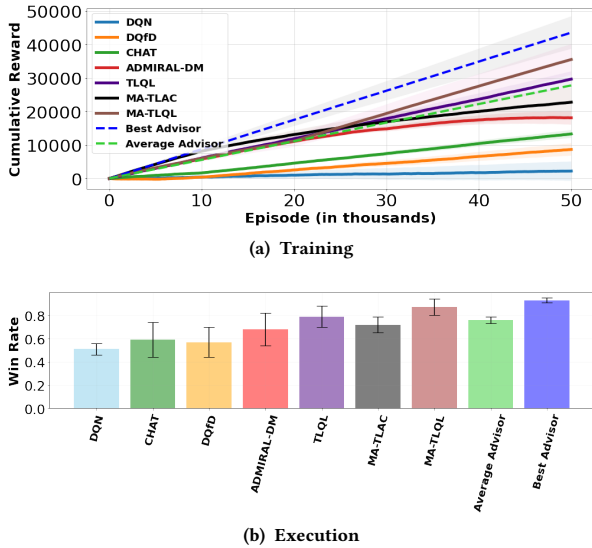 50000
40000
30000
20000
10000
0
Cumulative Reward
DQN
DQfD
CHAT
ADMIRAL-DM
TLQL
MA-TLAC
MA-TLQL
Best Advisor
Average Advisor
0 10 20 30 40 50
Episode (in thousands)
(a) Training
0.8
0.6
0.4
0.2
0.0
Win Rate
DQN
CHAT
DQfD
ADMIRAL-DM
TLQL
MA-TLAC
MA-TLQL
Average Advisor
Best Advisor
(b) Execution